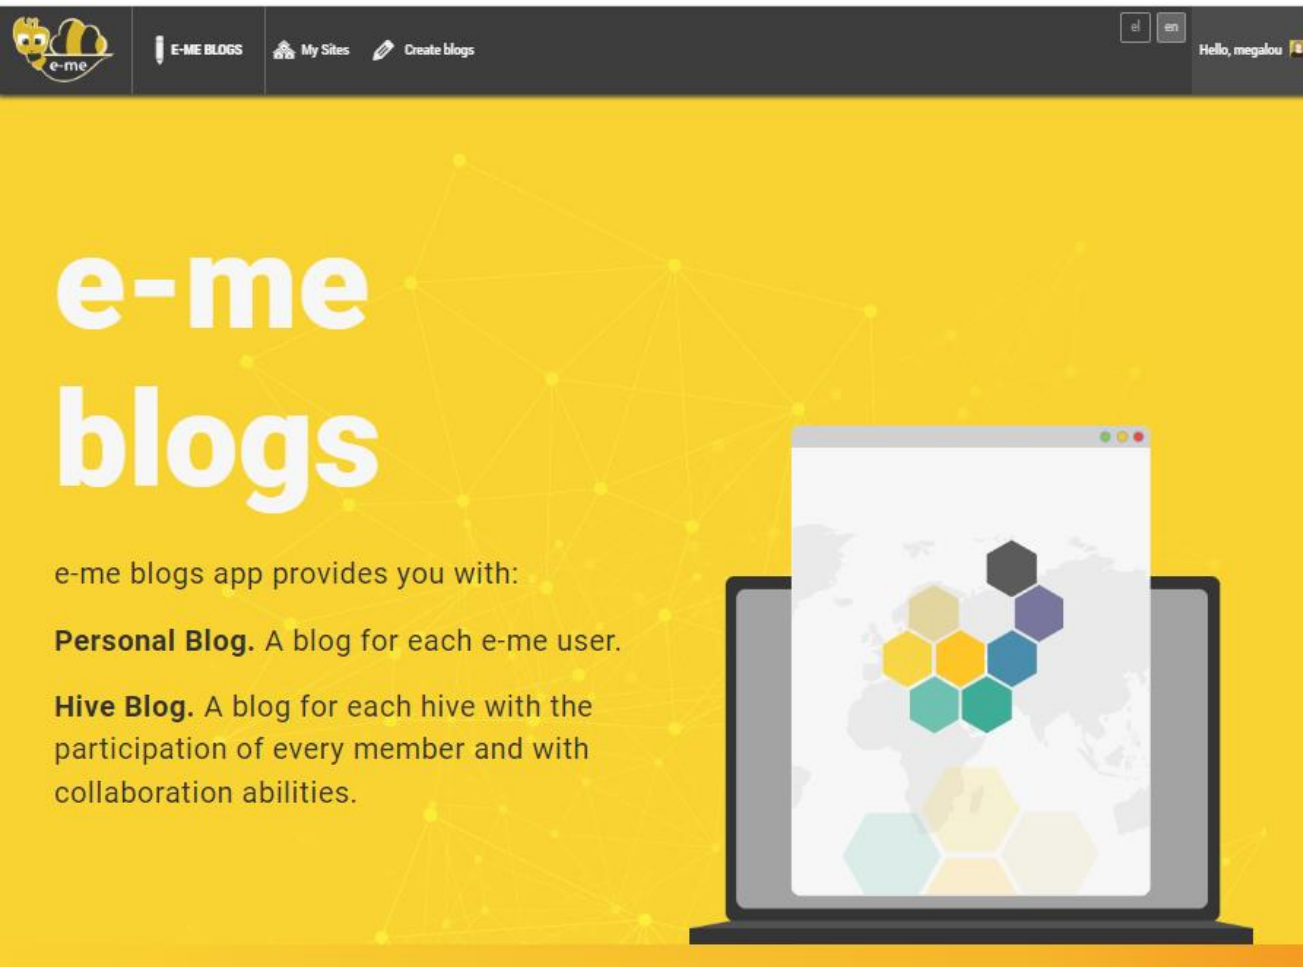 e-me
E-ME BLOGS
My Sites
Create blogs
el
en
Hello, megalou
e-me
blogs
e-me blogs app provides you with:
Personal Blog. A blog for each e-me user.
Hive Blog. A blog for each hive with the
participation of every member and with
collaboration abilities.